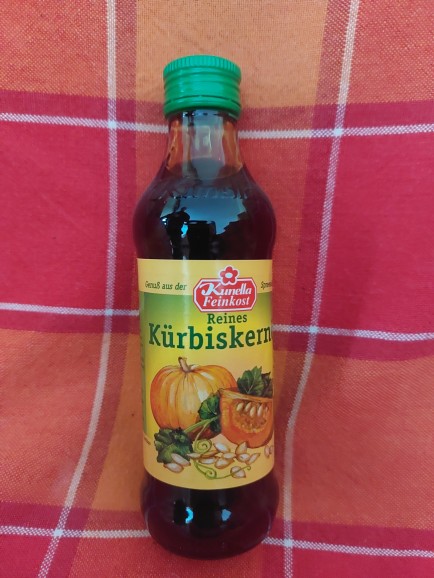 Genuß aus der
Kunella
Feinkost
Reines
Kürbiskern